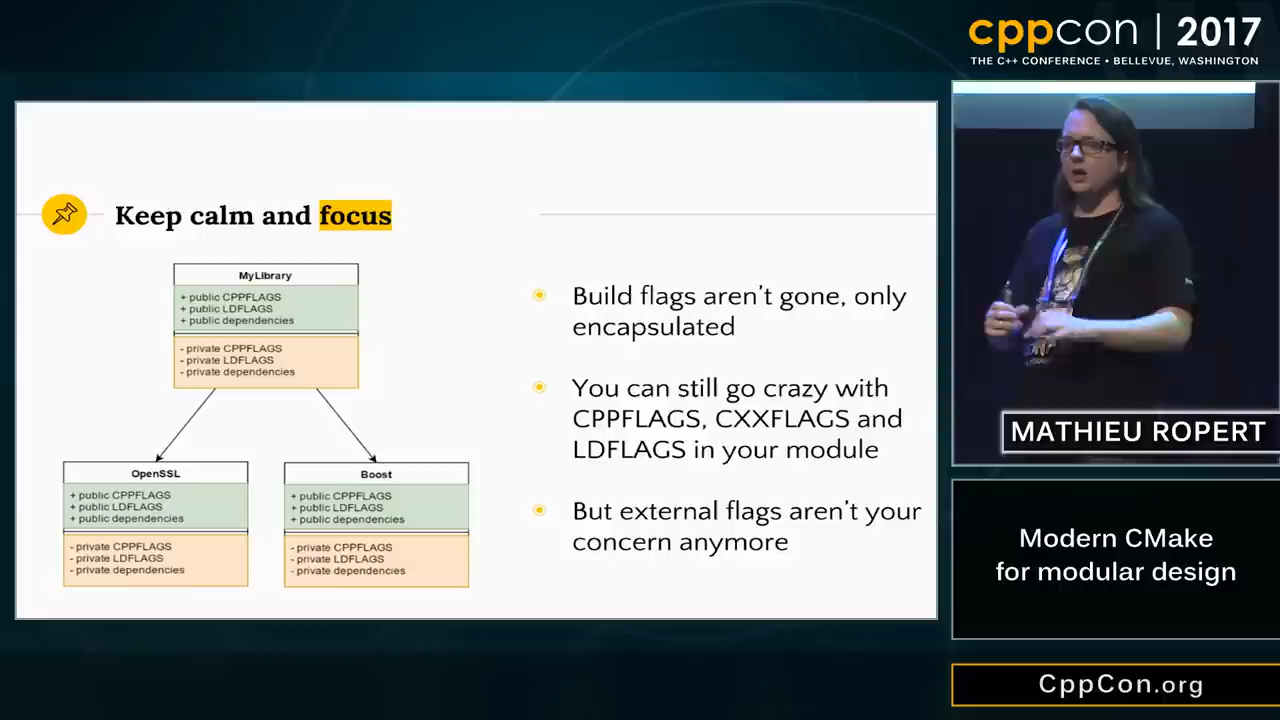 cppcon | 2017
THE C++ CONFERENCE • BELLEVUE, WASHINGTON
Keep calm and focus
MyLibrary
+ public CPPFLAGS
+ public LDFLAGS
+ public dependencies
- private CPPFLAGS
- private LDFLAGS
- private dependencies
OpenSSL
+ public CPPFLAGS
+ public LDFLAGS
+ public dependencies
- private CPPFLAGS
- private LDFLAGS
- private dependencies
Boost
+ public CPPFLAGS
+ public LDFLAGS
+ public dependencies
- private CPPFLAGS
- private LDFLAGS
- private dependencies
Build flags aren't gone, only
encapsulated
You can still go crazy with
CPPFLAGS, CXXFLAGS and
LDFLAGS in your module
But external flags aren't your
concern anymore
MATHIEU ROPERT
Modern CMake
for modular design
CppCon.org